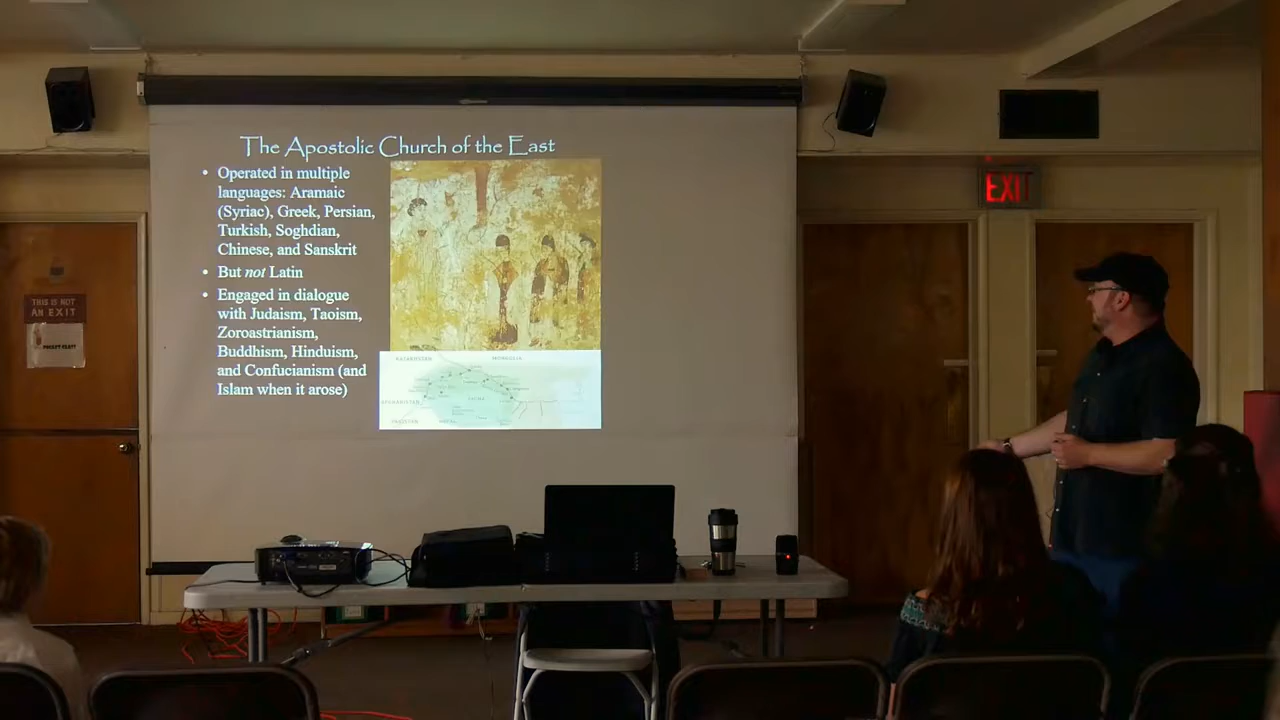 The Apostolic Church of the East
• Operated in multiple
languages: Aramaic
(Syriac), Greek, Persian,
Turkish, Soghdian,
Chinese, and Sanskrit
• But not Latin
• Engaged in dialogue
with Judaism, Taoism,
Zoroastrianism,
Buddhism, Hinduism,
and Confucianism (and
Islam when it arose)
KAZAKHSTAN
MONGOLIA
AFGHANISTAN
PAKISTAN
EXIT
THIS IS NOT
AN EXIT